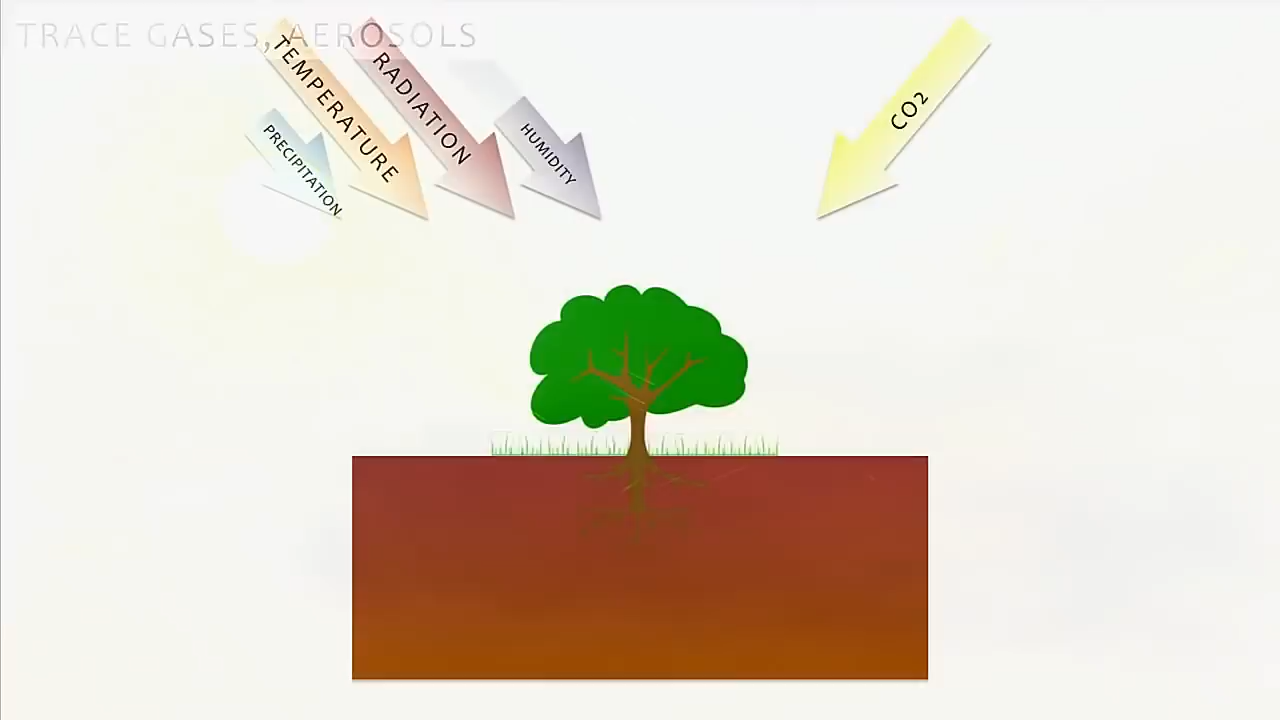 TRACE GASES, AEROSOLS
TEMPERATURE
RADIATION
PRECIPITATION
HUMIDITY
CO2